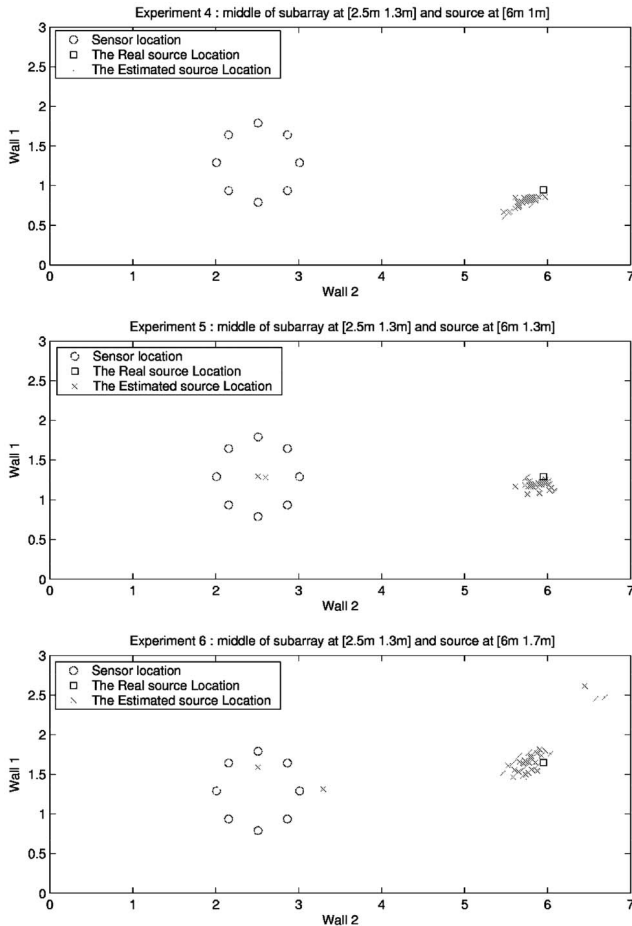 Experiment 4 : middle of subarray at [2.5m 1.3m] and source at [6m 1m]
3
Sensor location
2.5
The Real source Location
The Estimated source Location
2
Wall 1
1.5
1
0.5
0
0 1 2 3 4 5 6 7
Wall 2
Experiment 5 : middle of subarray at [2.5m 1.3m] and source at [6m 1.3m]
3
Sensor location
2.5
The Real source Location
The Estimated source Location
2
Wall 1
1.5
1
0.5
0
0 1 2 3 4 5 6 7
Wall 2
Experiment 6 : middle of subarray at [2.5m 1.3m] and source at [6m 1.7m]
3
Sensor location
2.5
The Real source Location
The Estimated source Location
2
Wall 1
1.5
1
0.5
0
0 1 2 3 4 5 6 7
Wall 2